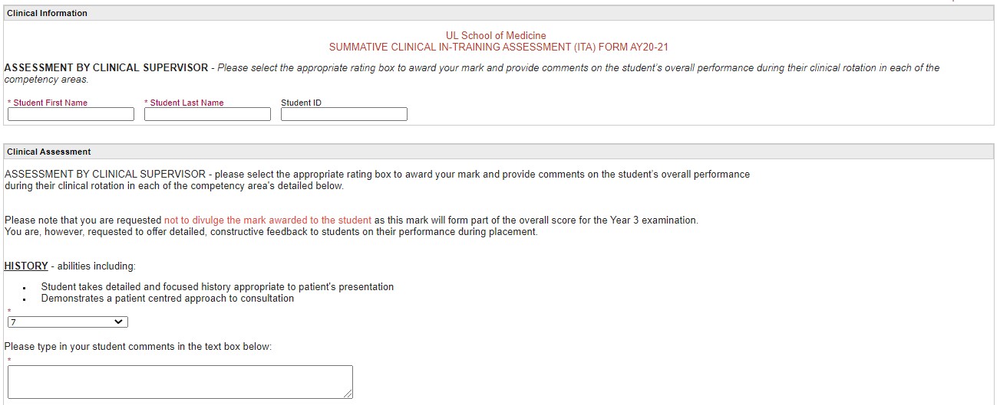 Clinical Information
UL School of Medicine
SUMMATIVE CLINICAL IN-TRAINING ASSESSMENT (ITA) FORM AY20-21
ASSESSMENT BY CLINICAL SUPERVISOR - Please select the appropriate rating box to award your mark and provide comments on the student's overall performance during their clinical rotation in each of the
competency areas.
* Student First Name * Student Last Name Student ID
Clinical Assessment
ASSESSMENT BY CLINICAL SUPERVISOR - please select the appropriate rating box to award your mark and provide comments on the student's overall performance
during their clinical rotation in each of the competency area's detailed below.
Please note that you are requested not to divulge the mark awarded to the student as this mark will form part of the overall score for the Year 3 examination.
You are, however, requested to offer detailed, constructive feedback to students on their performance during placement.
HISTORY - abilities including:
▪ Student takes detailed and focused history appropriate to patient's presentation
▪ Demonstrates a patient centred approach to consultation
*
7
Please type in your student comments in the text box below:
*